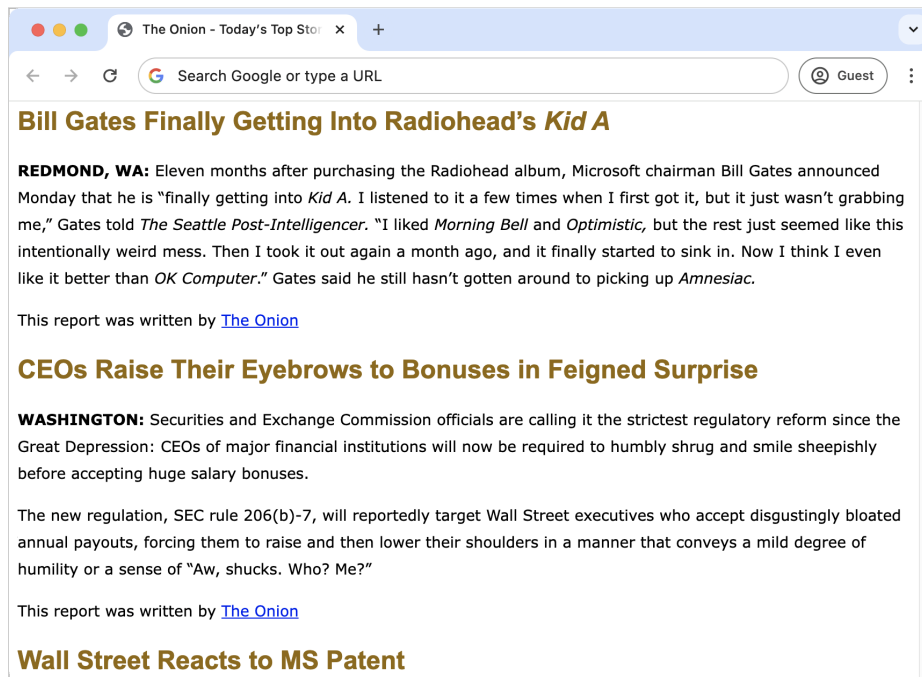 The Onion - Today's Top Stor
Search Google or type a URL
Guest
Bill Gates Finally Getting Into Radiohead’s Kid A
REDMOND, WA: Eleven months after purchasing the Radiohead album, Microsoft chairman Bill Gates announced
Monday that he is “finally getting into Kid A. I listened to it a few times when I first got it, but it just wasn’t grabbing
me,” Gates told The Seattle Post-Intelligencer. “I liked Morning Bell and Optimistic, but the rest just seemed like this
intentionally weird mess. Then I took it out again a month ago, and it finally started to sink in. Now I think I even
like it better than OK Computer.” Gates said he still hasn’t gotten around to picking up Amnesiac.
This report was written by The Onion
CEOs Raise Their Eyebrows to Bonuses in Feigned Surprise
WASHINGTON: Securities and Exchange Commission officials are calling it the strictest regulatory reform since the
Great Depression: CEOs of major financial institutions will now be required to humbly shrug and smile sheepishly
before accepting huge salary bonuses.
The new regulation, SEC rule 206(b)-7, will reportedly target Wall Street executives who accept disgustingly bloated
annual payouts, forcing them to raise and then lower their shoulders in a manner that conveys a mild degree of
humility or a sense of “Aw, shucks. Who? Me?”
This report was written by The Onion
Wall Street Reacts to MS Patent